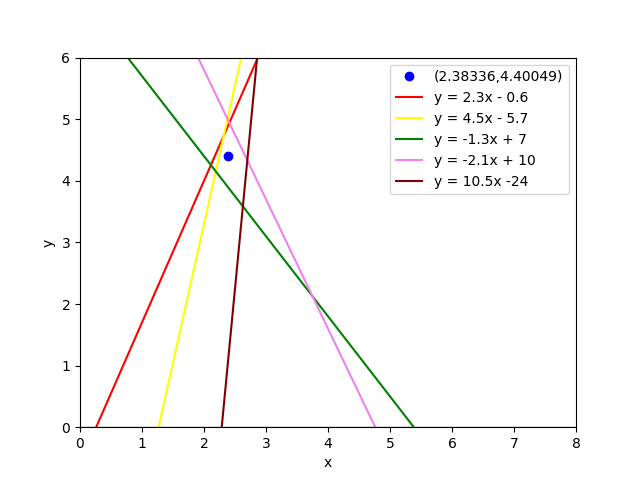 (2.38336,4.40049)
y = 2.3x - 0.6
y = 4.5x - 5.7
y = -1.3x + 7
y = -2.1x + 10
y = 10.5x -24
6
5
4
3
2
1
0
y
0 1 2 3 4 5 6 7 8
x